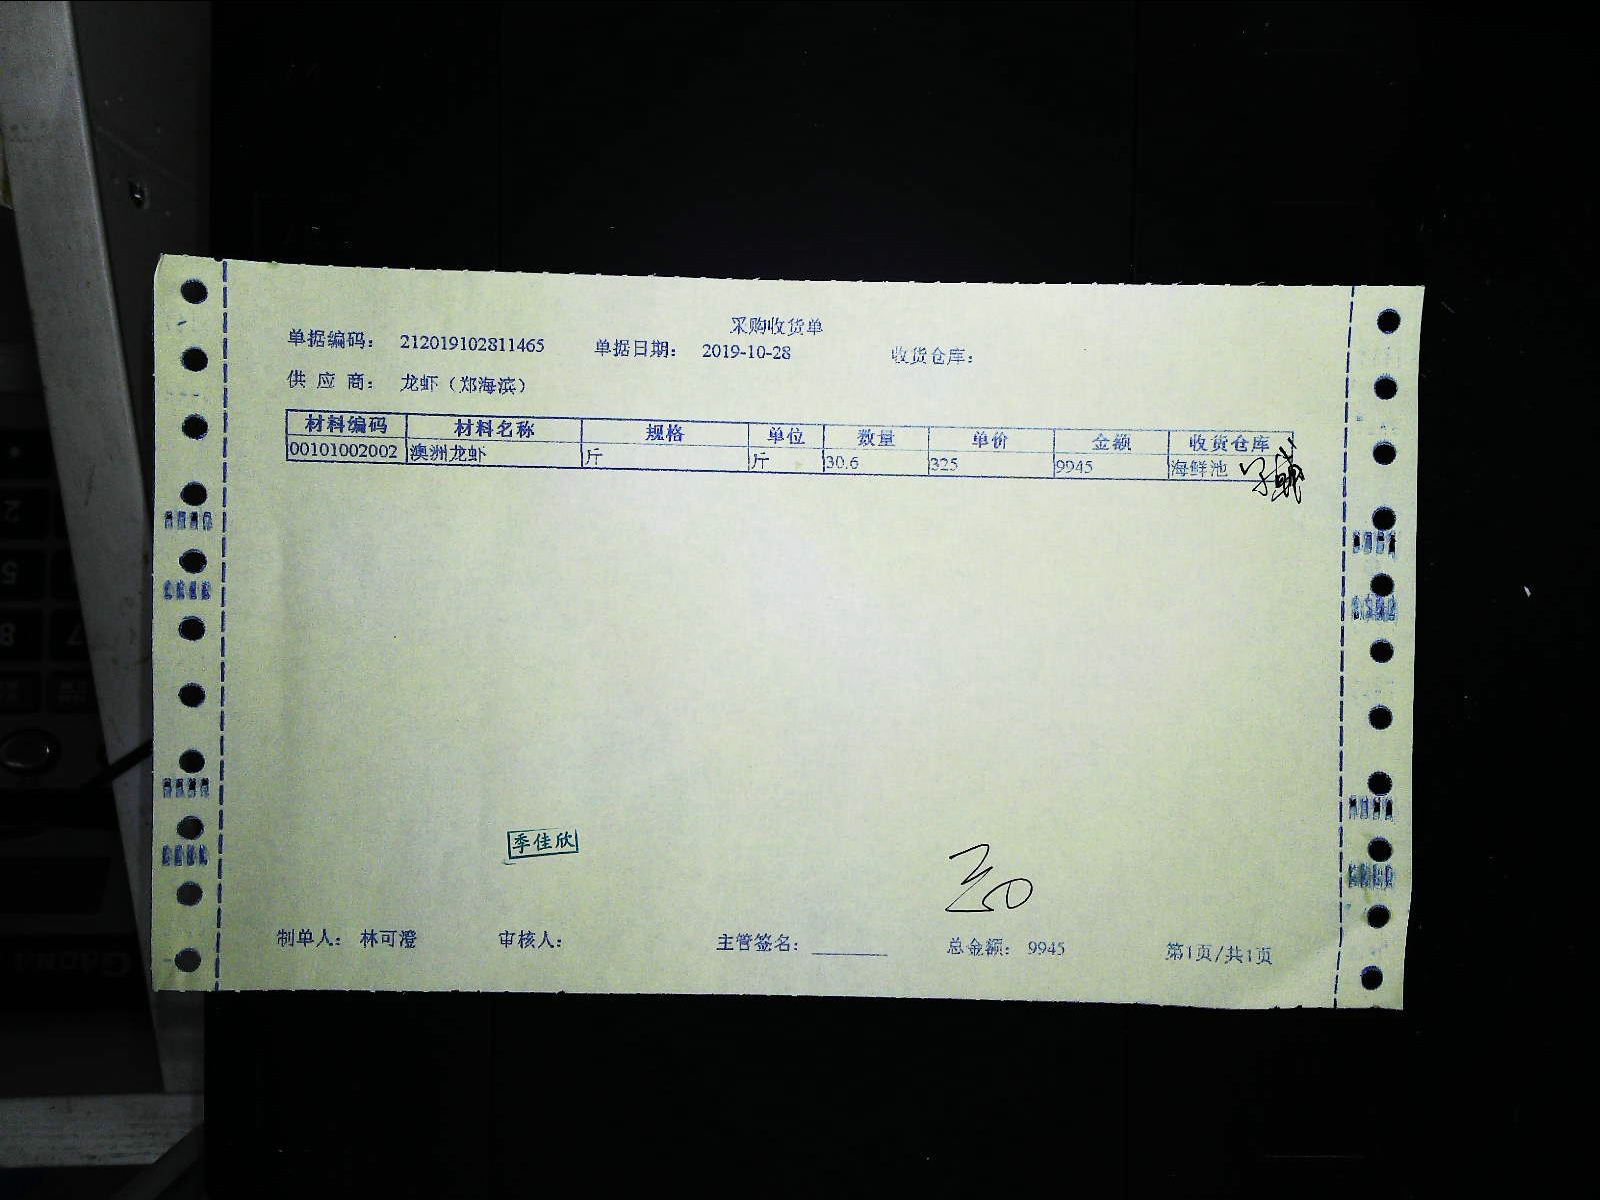 采购收货单
单据编码： 212019102811465 单据日期： 2019-10-28 收货仓库：
供 应 商： 龙虾（郑海滨）
材料编码 材料名称 规格 单位 数量 单价 金额 收货仓库
00101002002 澳洲龙虾 斤 斤 30.6 325 9945 海鲜池
季佳欣
制单人： 林可澄 审核人： 主管签名： 总金额： 9945 第1页/共1页